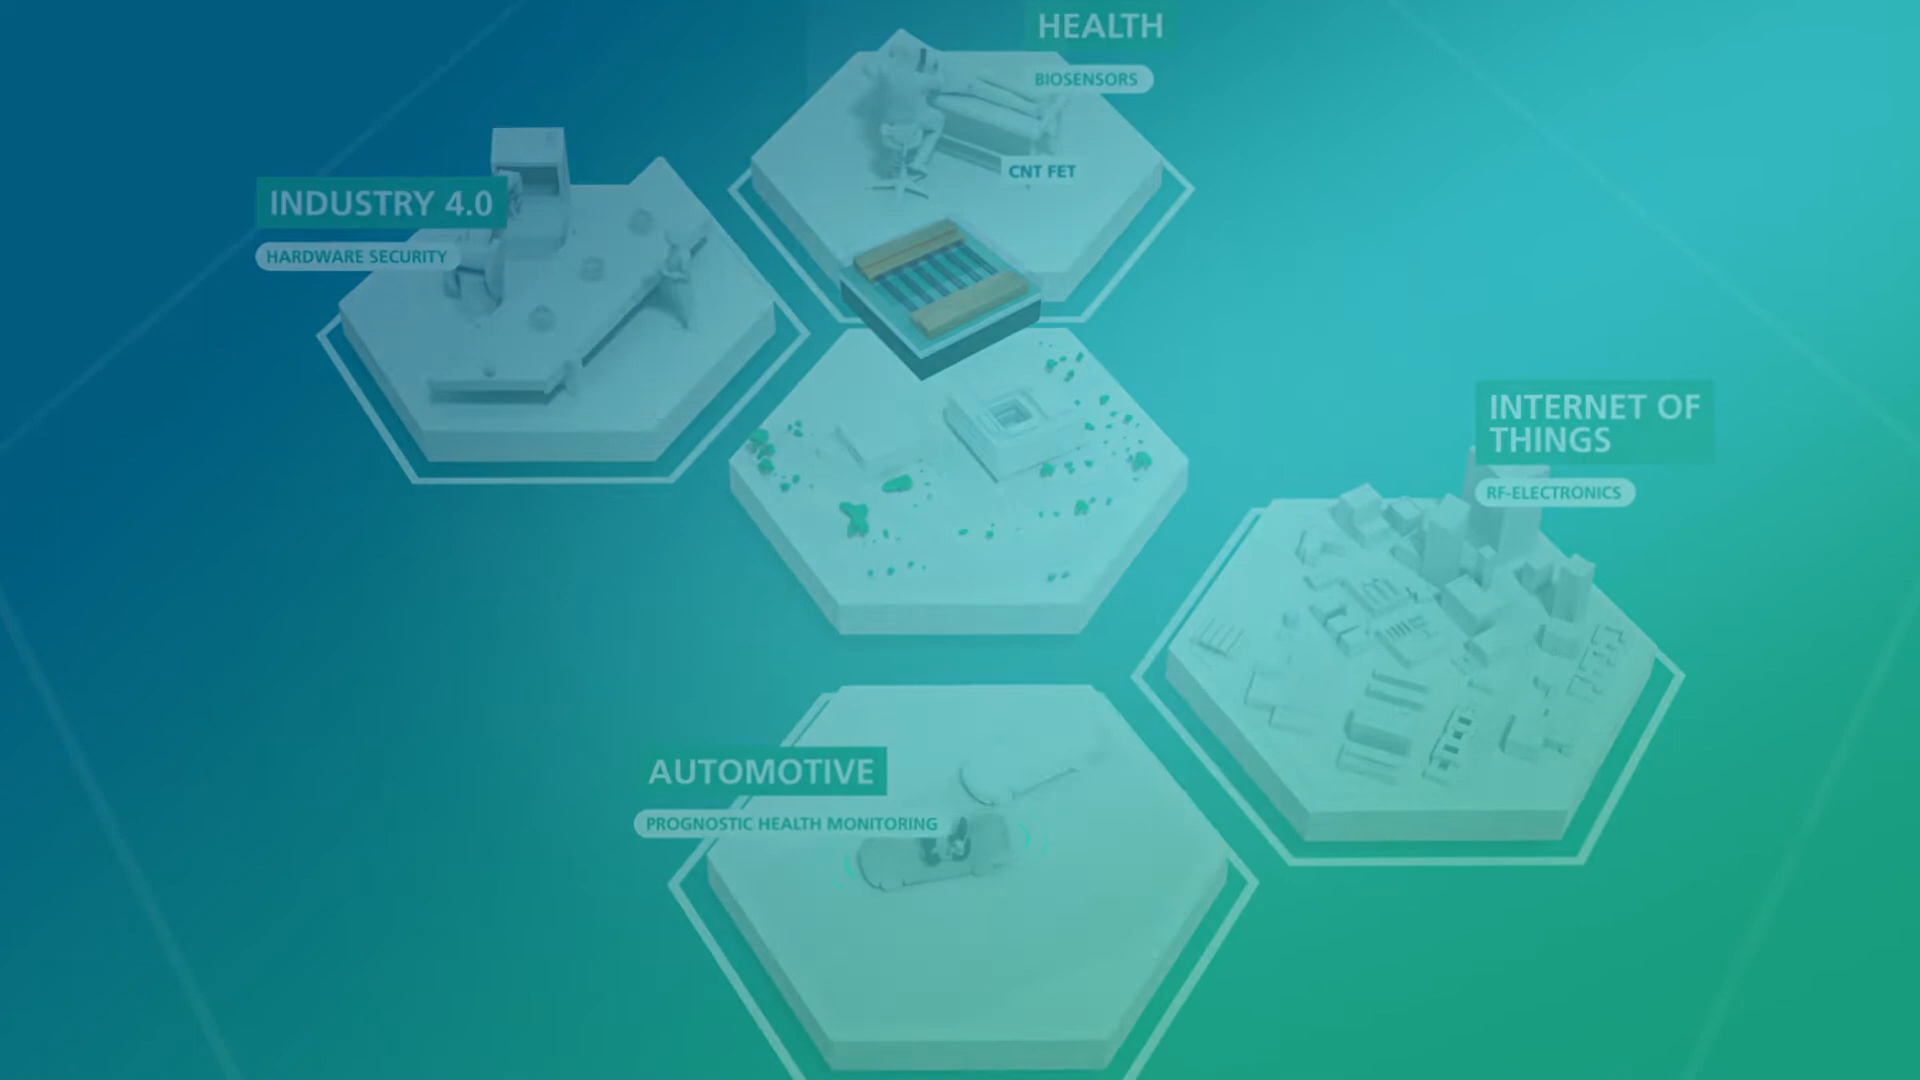 HEALTH
BIOSENSORS
CNT FET
INDUSTRY 4.0
HARDWARE SECURITY
INTERNET OF
THINGS
RF-ELECTRONICS
AUTOMOTIVE
PROGNOSTIC HEALTH MONITORING